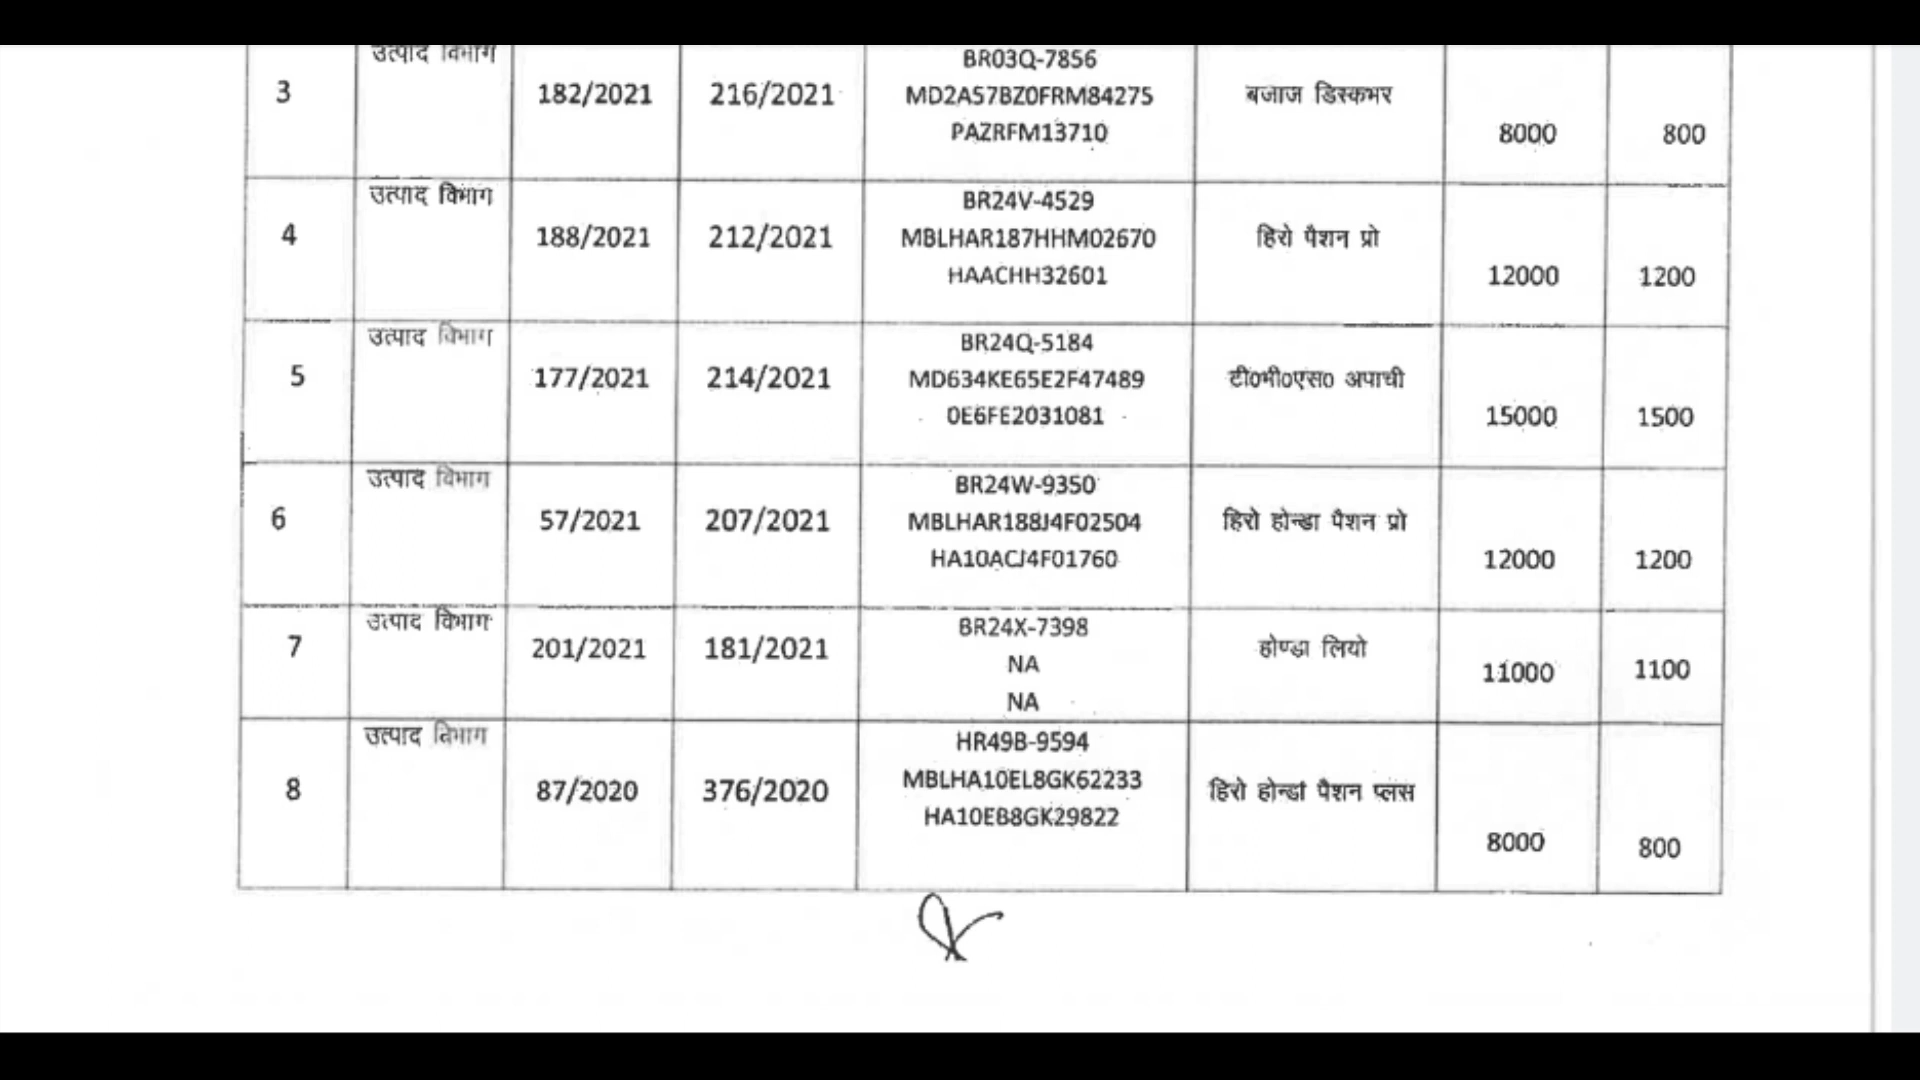 3 उत्पाद विभाग 182/2021 216/2021 BR03Q-7856
MD2A57BZ0FRM84275
PAZRFM13710 बजाज डिस्कभर 8000 800
4 उत्पाद विभाग 188/2021 212/2021 BR24V-4529
MBLHAR187HHM02670
HAACHH32601 हिरो पैशन प्रो 12000 1200
5 उत्पाद विभाग 177/2021 214/2021 BR24Q-5184
MD634KE65E2F47489
0E6FE2031081 टी0भी0एस0 अपाची 15000 1500
6 उत्पाद विभाग 57/2021 207/2021 BR24W-9350
MBLHAR188J4F02504
HA10ACJ4F01760 हिरो होन्डा पैशन प्रो 12000 1200
7 उत्पाद विभाग 201/2021 181/2021 BR24X-7398
NA
NA होण्डा लियो 11000 1100
8 उत्पाद विभाग 87/2020 376/2020 HR49B-9594
MBLHA10EL8GK62233
HA10EB8GK29822 हिरो होन्डा पैशन प्लस 8000 800